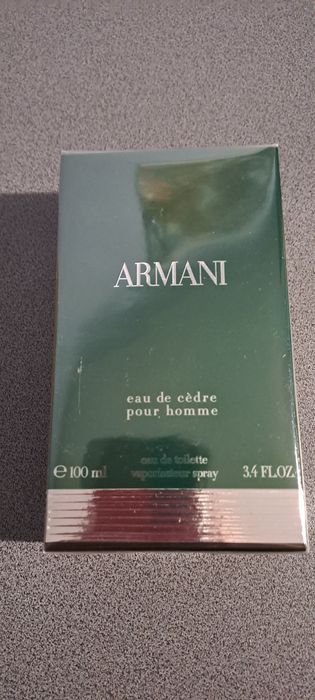 ARMANI
eau de cèdre
pour homme
eau de toilette
℮ 100 ml vaporisateur spray 3.4 FL.OZ.